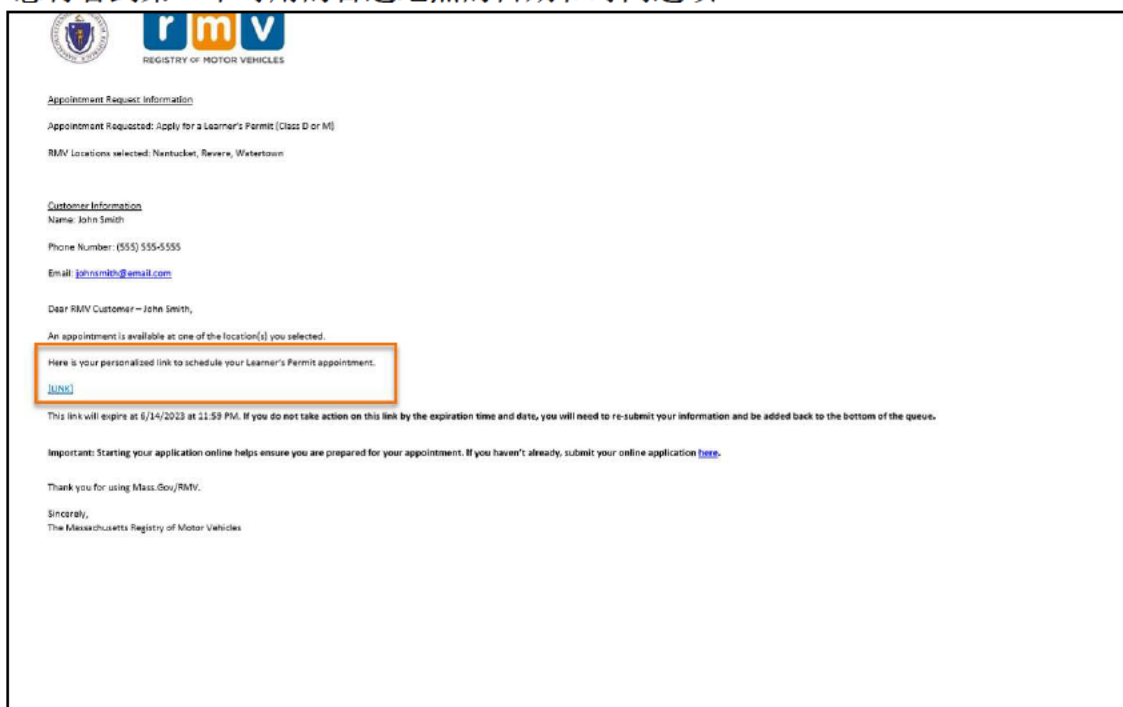 rmv
REGISTRY OF MOTOR VEHICLES
Appointment Request Information
Appointment Requested: Apply for a Learner's Permit (Class D or M)
RMV Locations selected: Nantucket, Revere, Watertown
Customer Information
Name: John Smith
Phone Number: (555) 555-5555
Email: johnsmith@email.com
Dear RMV Customer – John Smith,
An appointment is available at one of the location(s) you selected.
Here is your personalized link to schedule your Learner's Permit appointment.
[LINK]
This link will expire at 6/14/2023 at 11:59 PM. If you do not take action on this link by the expiration time and date, you will need to re-submit your information and be added back to the bottom of the queue.
Important: Starting your application online helps ensure you are prepared for your appointment. If you haven't already, submit your online application here.
Thank you for using Mass.Gov/RMV.
Sincerely,
The Massachusetts Registry of Motor Vehicles